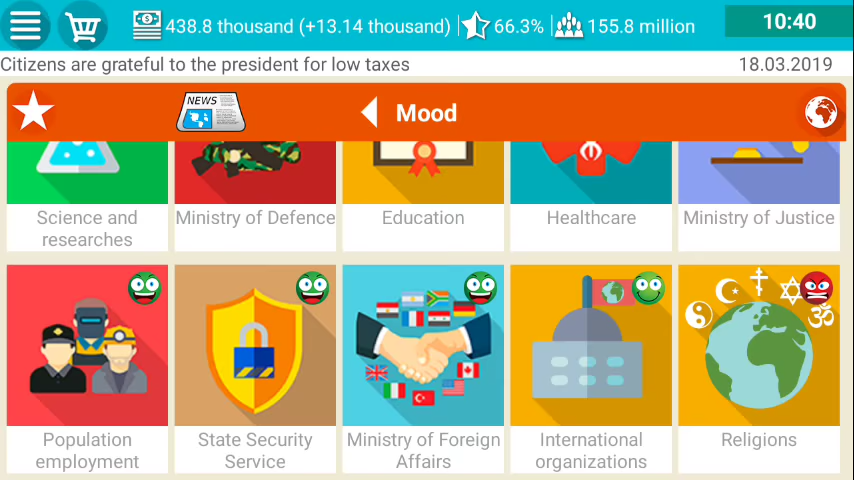 438.8 thousand (+13.14 thousand) 66.3% 155.8 million 10:40
Citizens are grateful to the president for low taxes 18.03.2019
NEWS Mood
Science and researches
Ministry of Defence
Education
Healthcare
Ministry of Justice
Population employment
State Security Service
Ministry of Foreign Affairs
International organizations
Religions